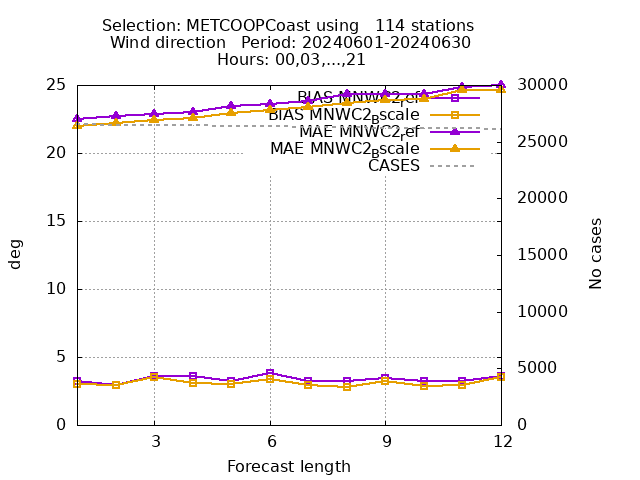 Selection: METCOOPCoast using   114 stations
Wind direction   Period: 20240601-20240630
Hours: 00,03,...,21
25
20
15
10
5
0
30000
25000
20000
15000
10000
5000
0
deg
No cases
BIAS MNWC2_ref
BIAS MNWC2_Bscale
MAE MNWC2_ref
MAE MNWC2_Bscale
CASES
3
6
9
12
Forecast length